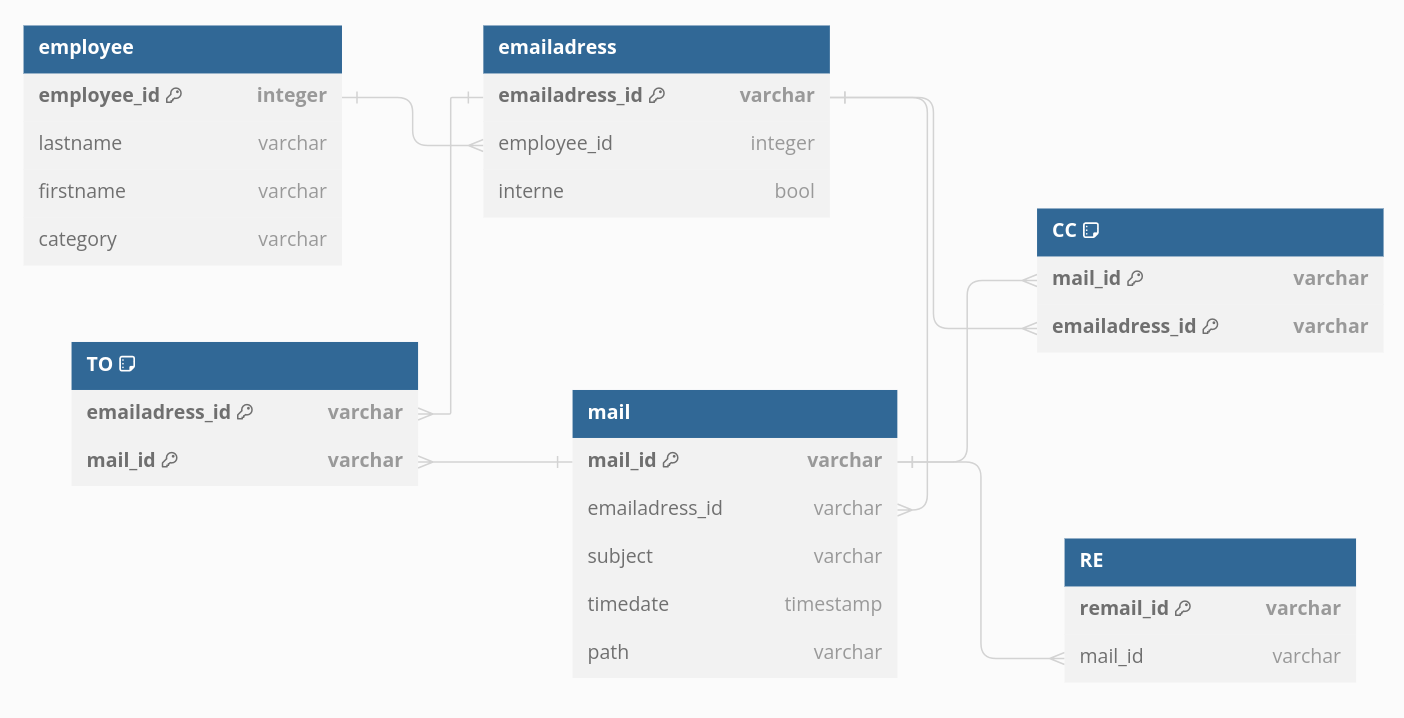 employee
employee_id integer
lastname varchar
firstname varchar
category varchar
emailadress
emailadress_id varchar
employee_id integer
interne bool
CC
mail_id varchar
emailadress_id varchar
TO
emailadress_id varchar
mail_id varchar
mail
mail_id varchar
emailadress_id varchar
subject varchar
timedate timestamp
path varchar
RE
remail_id varchar
mail_id varchar